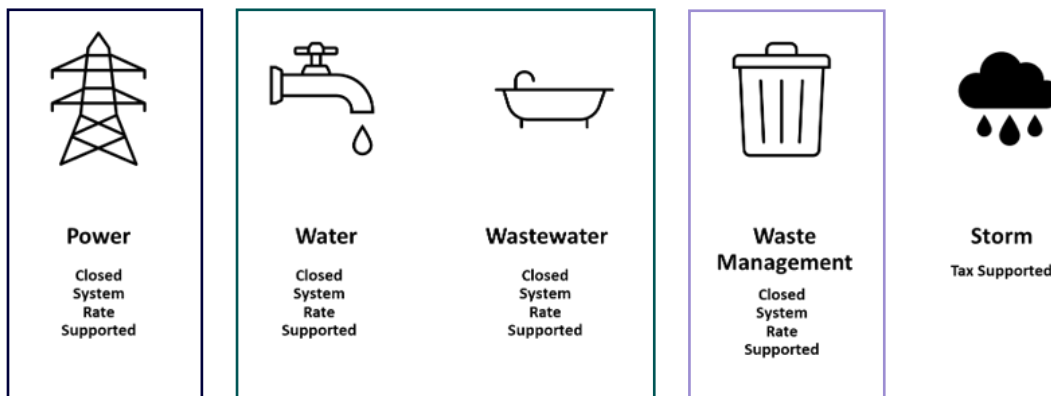 Power
Closed
System
Rate
Supported
Water
Closed
System
Rate
Supported
Wastewater
Closed
System
Rate
Supported
Waste
Management
Closed
System
Rate
Supported
Storm
Tax Supported